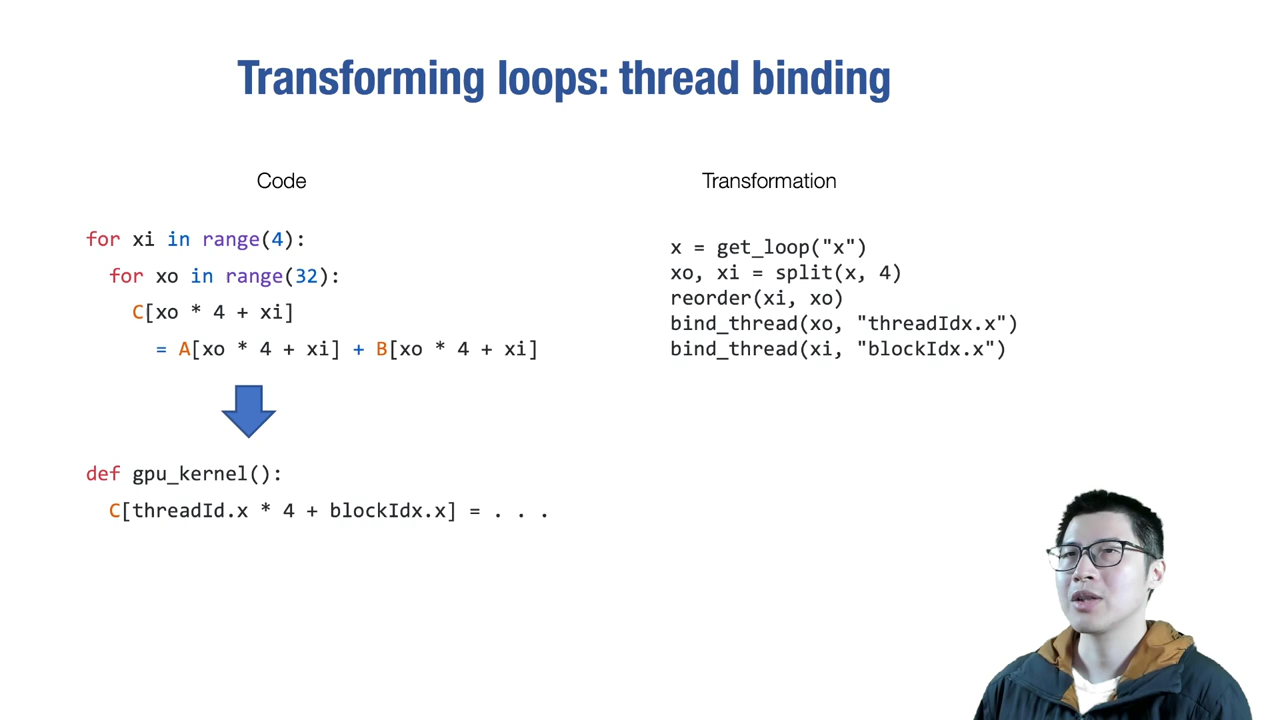 Transforming loops: thread binding
Code
for xi in range(4):
for xo in range(32):
C[xo * 4 + xi]
= A[xo * 4 + xi] + B[xo * 4 + xi]
def gpu_kernel():
C[threadId.x * 4 + blockIdx.x] = . . .
Transformation
x = get_loop("x")
xo, xi = split(x, 4)
reorder(xi, xo)
bind_thread(xo, "threadIdx.x")
bind_thread(xi, "blockIdx.x")